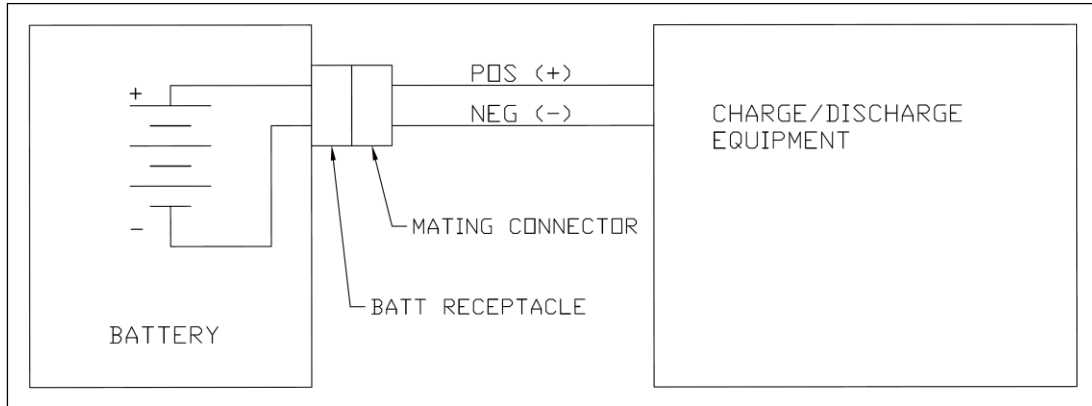 +
-
BATTERY
POS (+)
NEG (-)
MATING CONNECTOR
BATT RECEPTACLE
CHARGE/DISCHARGE
EQUIPMENT